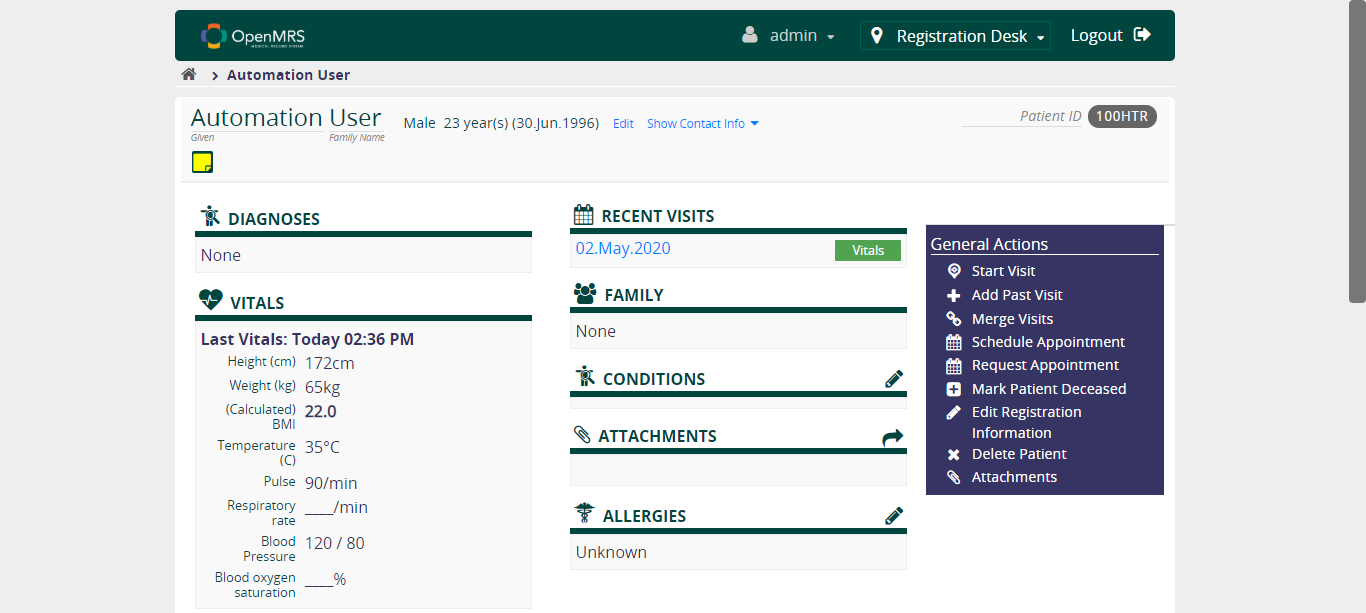 OpenMRS
MEDICAL RECORD SYSTEM
admin
Registration Desk
Logout
Automation User
Automation User
Given
Family Name
Male 23 year(s) (30.Jun.1996) Edit Show Contact Info
Patient ID 100HTR
DIAGNOSES
None
VITALS
Last Vitals: Today 02:36 PM
Height (cm) 172cm
Weight (kg) 65kg
(Calculated) 22.0
BMI
Temperature 35°C
(C)
Pulse 90/min
Respiratory ____/min
rate
Blood 120 / 80
Pressure
Blood oxygen ____%
saturation
RECENT VISITS
02.May.2020 Vitals
FAMILY
None
CONDITIONS
ATTACHMENTS
ALLERGIES
Unknown
General Actions
Start Visit
Add Past Visit
Merge Visits
Schedule Appointment
Request Appointment
Mark Patient Deceased
Edit Registration
Information
Delete Patient
Attachments